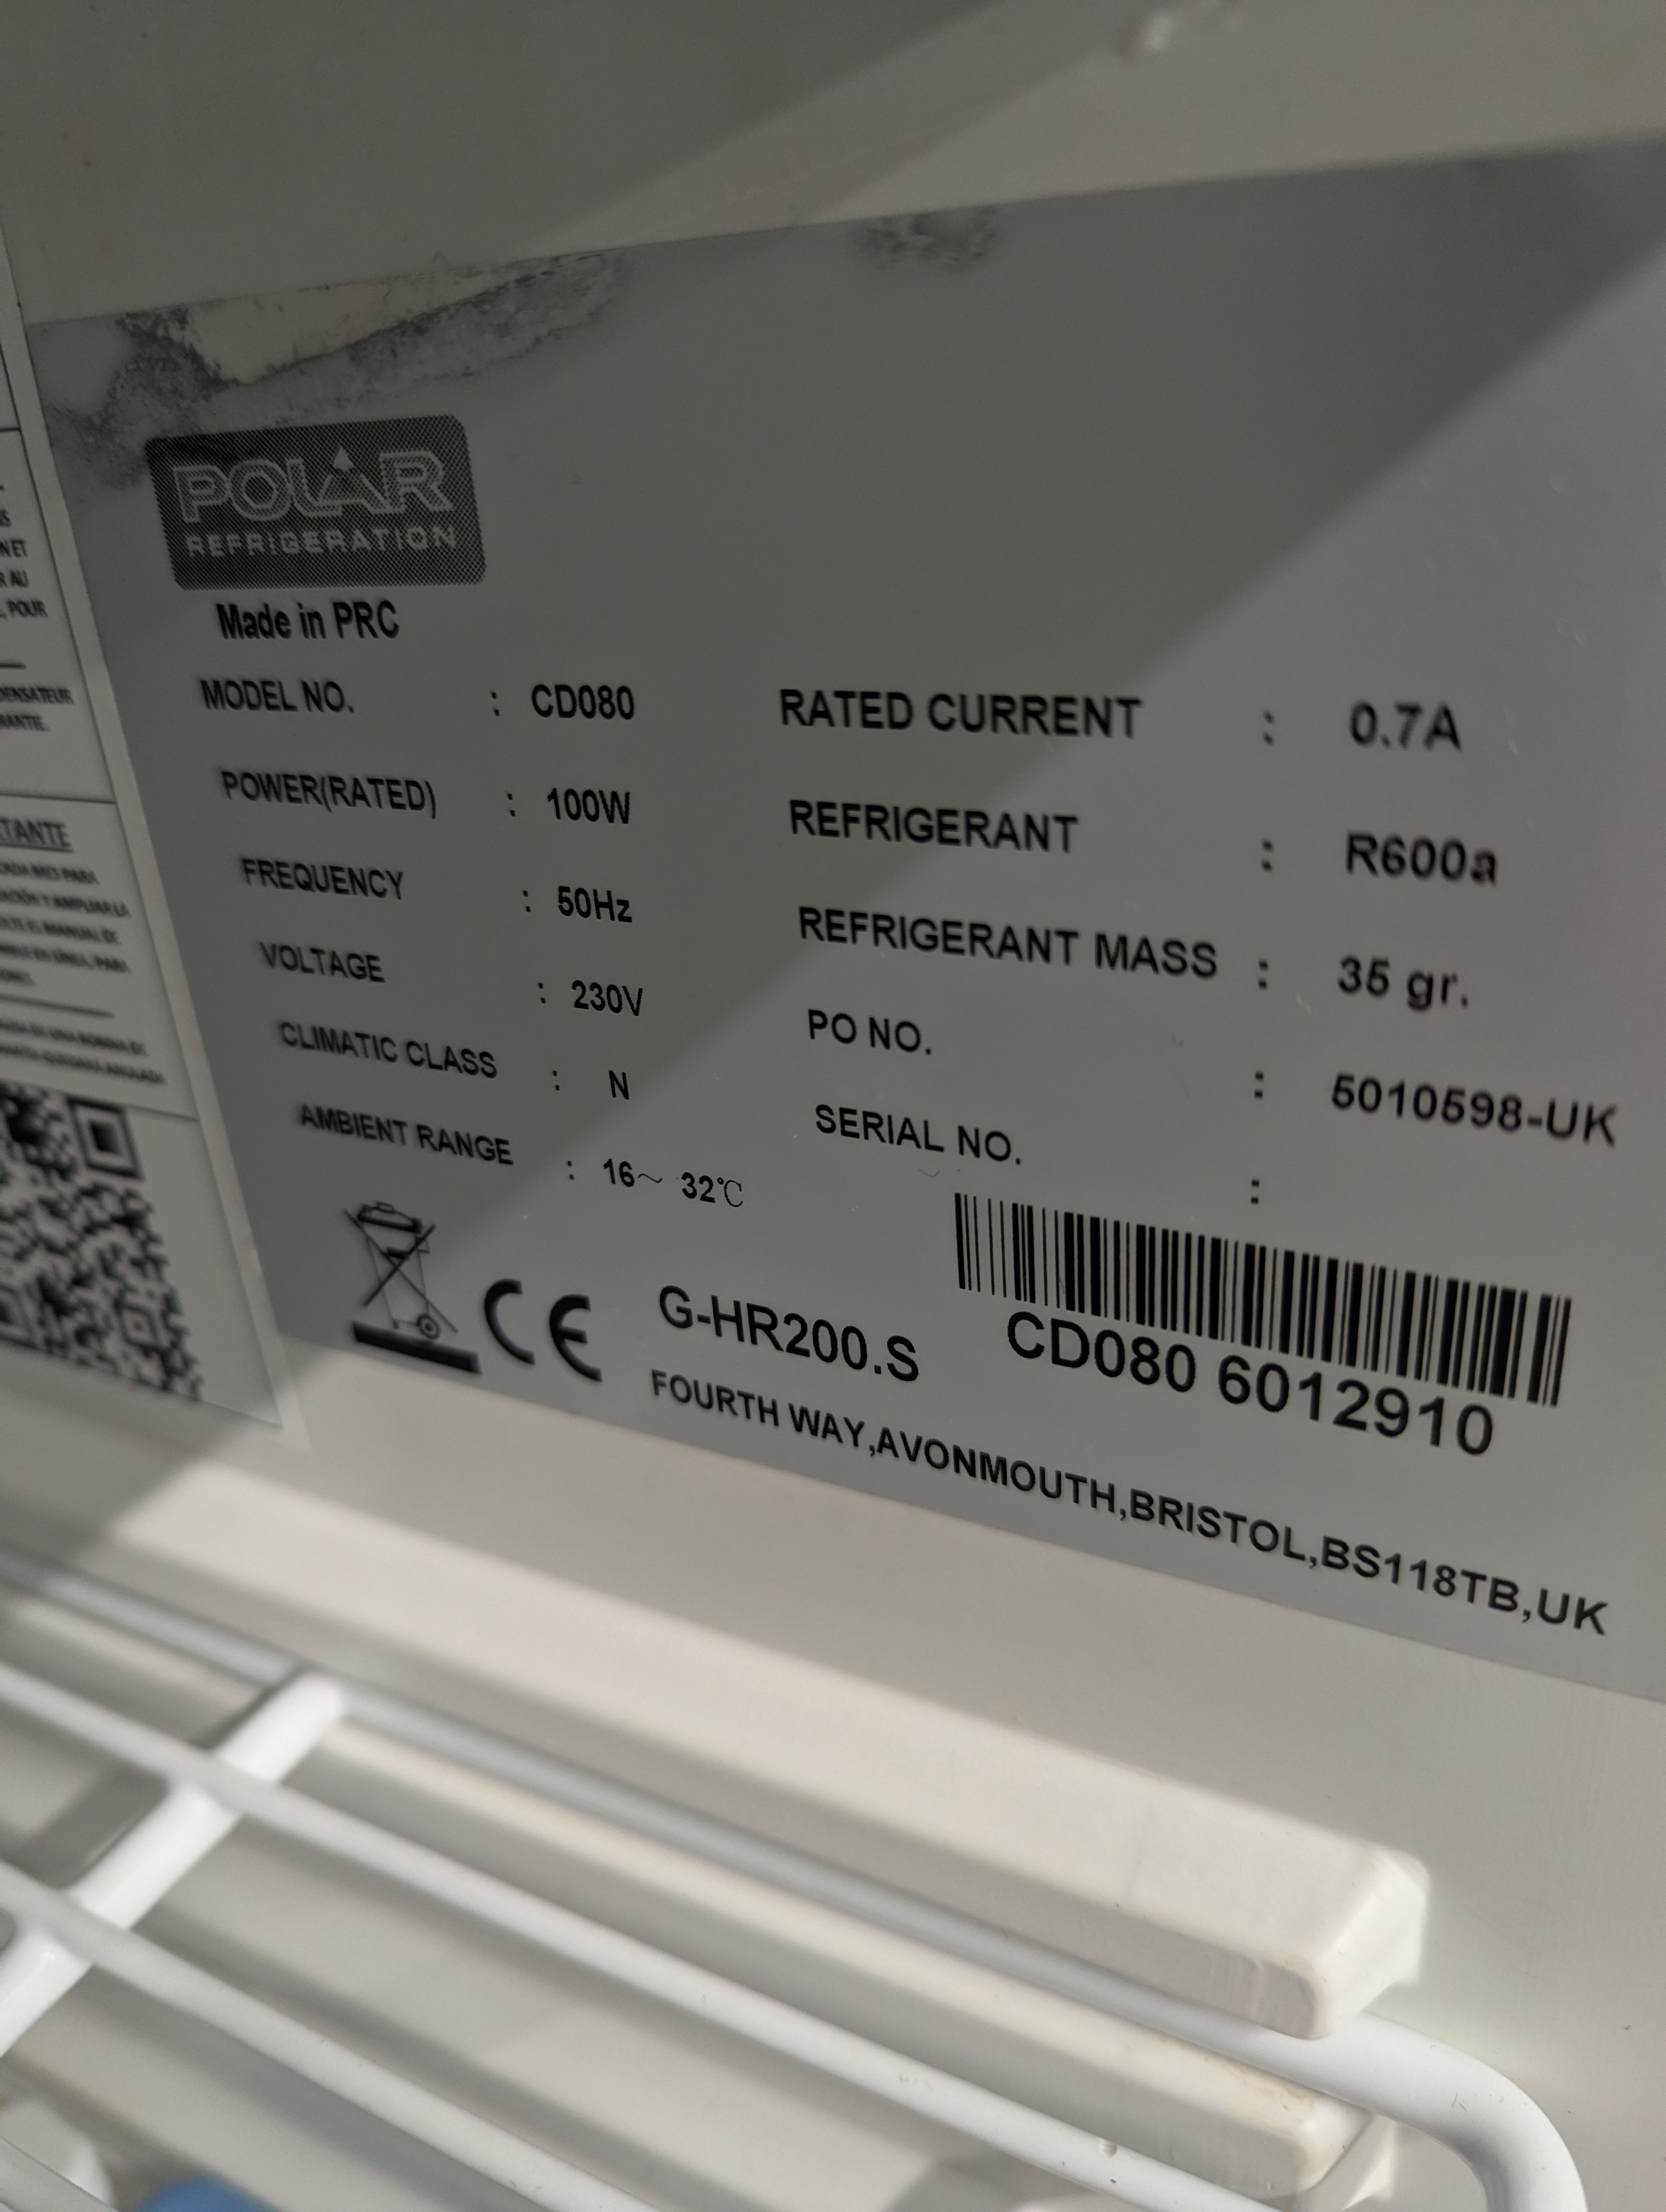 POLAR
REFRIGERATION
Made in PRC
MODEL NO. : CD080
POWER(RATED) : 100W
FREQUENCY : 50Hz
VOLTAGE : 230V
CLIMATIC CLASS : N
AMBIENT RANGE : 16~ 32℃
RATED CURRENT : 0.7A
REFRIGERANT : R600a
REFRIGERANT MASS : 35 gr.
PO NO. : 5010598-UK
SERIAL NO. :
CD080 6012910
CE
G-HR200.S
FOURTH WAY,AVONMOUTH,BRISTOL,BS118TB,UK
AU
POUR